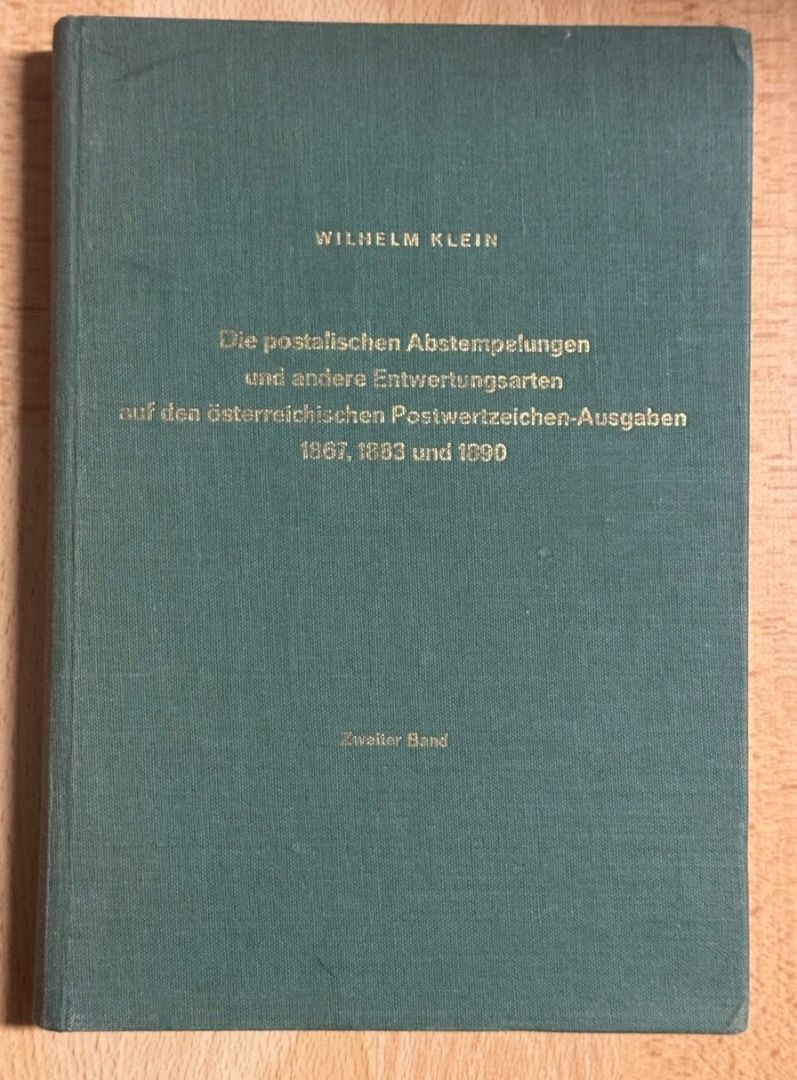 WILHELM KLEIN
Die postalischen Abstempelungen
und andere Entwertungsarten
auf den österreichischen Postwertzeichen-Ausgaben
1867, 1883 und 1890
Zweiter Band